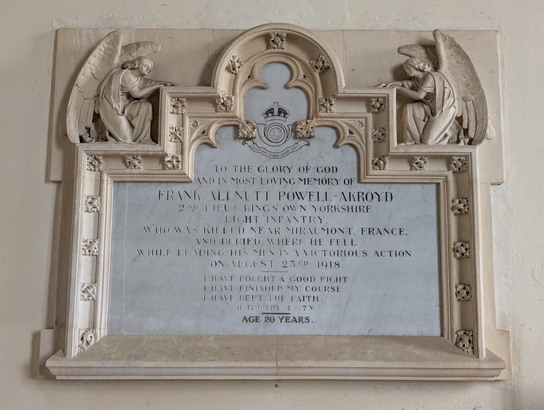 TO THE GLORY OF GOD
AND IN MOST LOVING MEMORY OF
FRANK ALLNUTT POWELL-AKROYD
2ND LIEUT KING'S OWN YORKSHIRE
LIGHT INFANTRY,
WHO WAS KILLED NEAR MIRAUMONT, FRANCE,
AND BURIED WHERE HE FELL
WHILE LEADING HIS MEN IN A VICTORIOUS ACTION
ON AUGUST 23RD 1918.
I HAVE FOUGHT A GOOD FIGHT
I HAVE FINISHED MY COURSE
I HAVE KEPT THE FAITH.
AGE 20 YEARS.